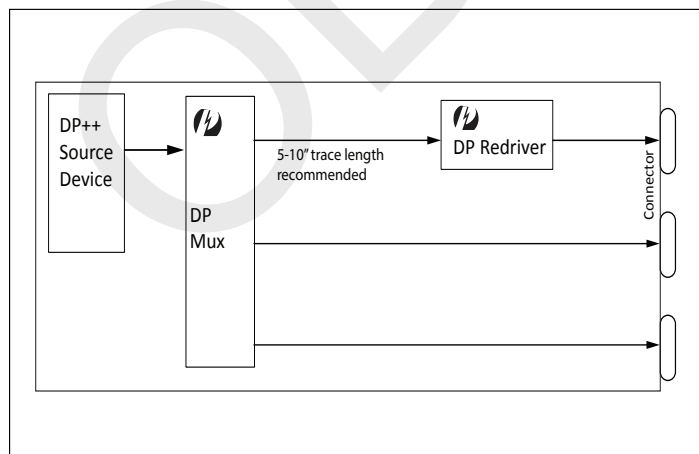 DP++
Source
Device
DP
Mux
5-10" trace length
recommended
DP Redriver
Connector